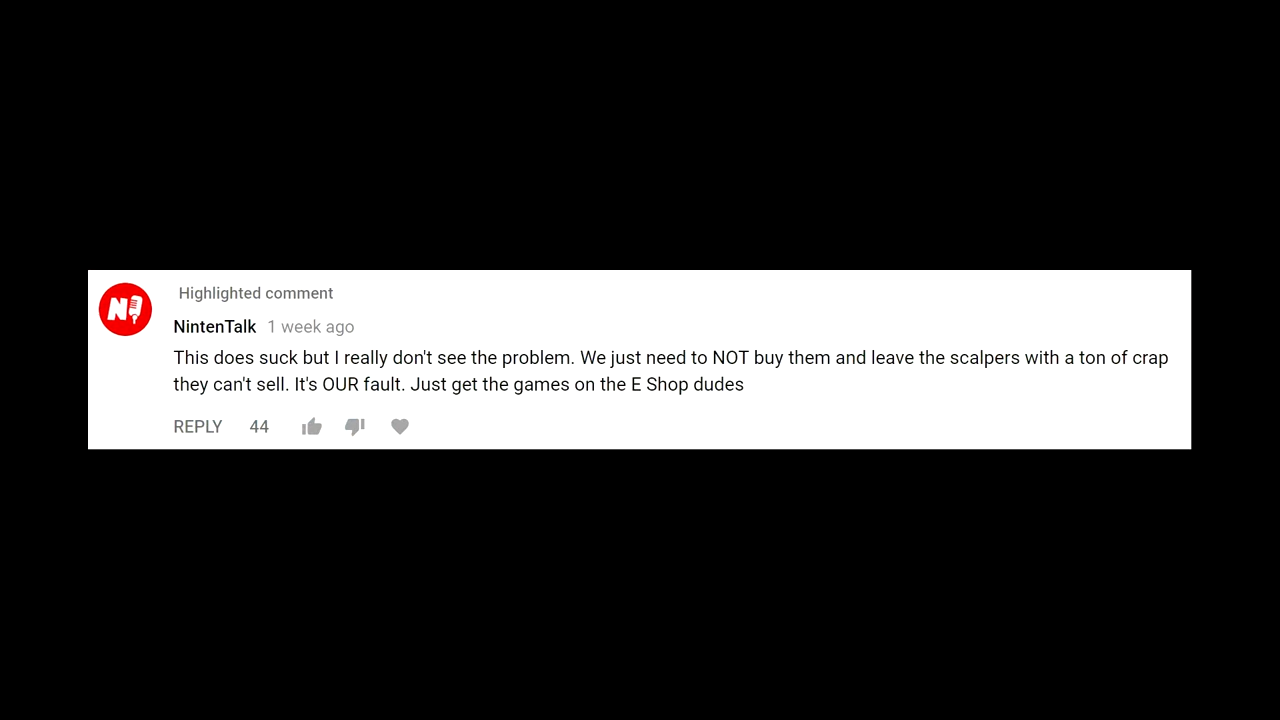 Highlighted comment
NintenTalk 1 week ago
This does suck but I really don't see the problem. We just need to NOT buy them and leave the scalpers with a ton of crap
they can't sell. It's OUR fault. Just get the games on the E Shop dudes
REPLY 44